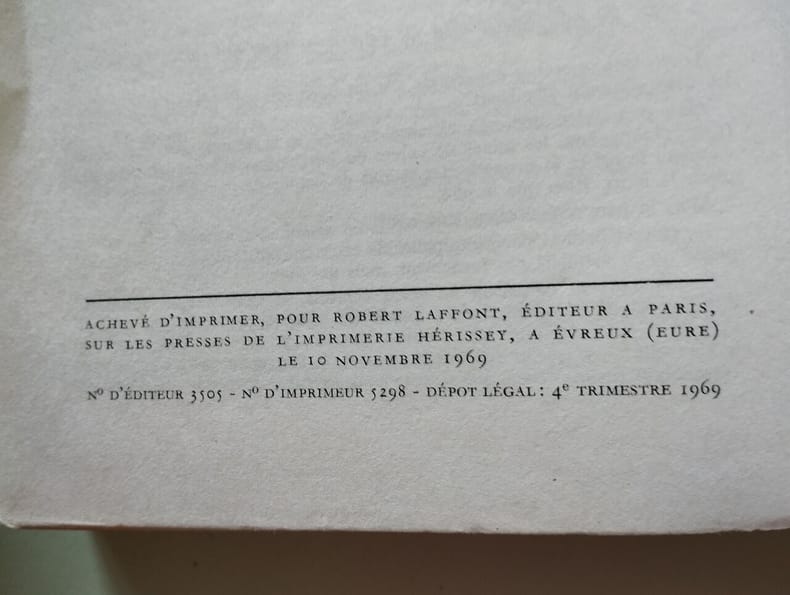 ACHEVÉ D'IMPRIMER, POUR ROBERT LAFFONT, ÉDITEUR A PARIS,
SUR LES PRESSES DE L'IMPRIMERIE HÉRISSEY, A ÉVREUX (EURE)
LE 10 NOVEMBRE 1969
Nº D'ÉDITEUR 3505 - Nº D'IMPRIMEUR 5298 - DÉPOT LÉGAL : 4e TRIMESTRE 1969